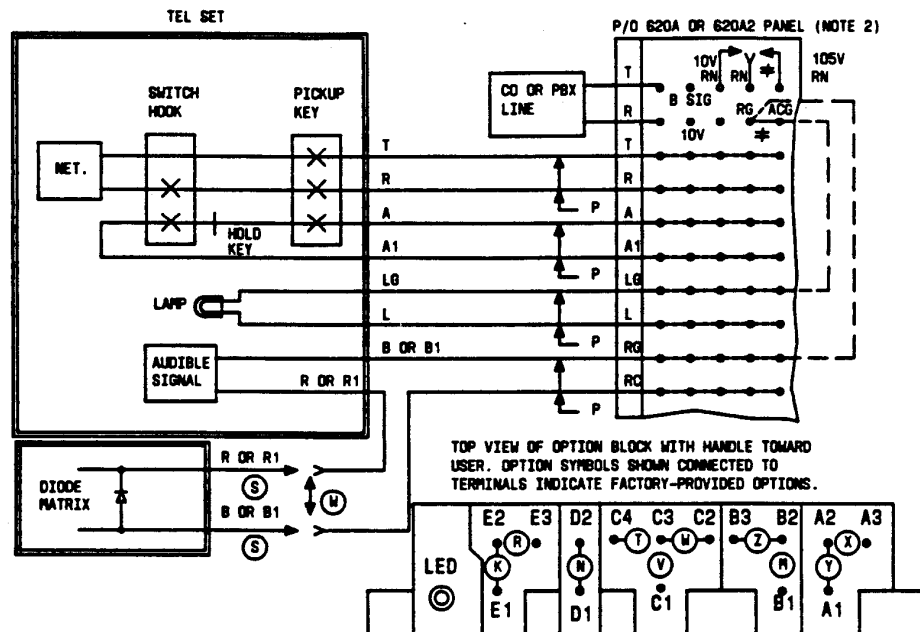 TEL SET
P/O 620A OR 620A2 PANEL (NOTE 2)
SWITCH
HOOK
PICKUP
KEY
NET.
HOLD
KEY
LAMP
AUDIBLE
SIGNAL
R OR R1
CO OR PBX
LINE
T
R
10V
RN
RN
105V
RN
B SIG
RG
ACG
10V
T
T
R
R
P
A
A
A1
A1
P
LG
LG
L
L
P
B OR B1
RG
RC
P
DIODE
MATRIX
R OR R1
S
W
B OR B1
S
TOP VIEW OF OPTION BLOCK WITH HANDLE TOWARD
USER. OPTION SYMBOLS SHOWN CONNECTED TO
TERMINALS INDICATE FACTORY-PROVIDED OPTIONS.
LED
E2 E3 D2 C4 C3 C2 B3 B2 A2 A3
R T W Z X
K N V M Y
E1 D1 C1 B1 A1